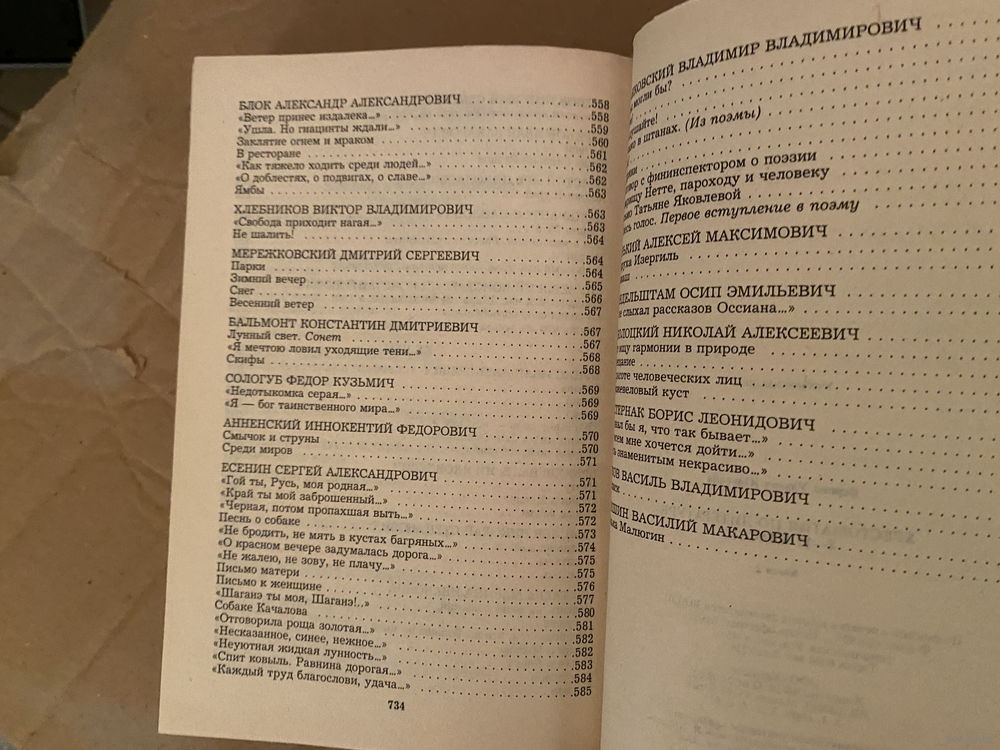 БЛОК АЛЕКСАНДР АЛЕКСАНДРОВИЧ . . . 558
«Ветер принес издалека...» . . . 558
«Ушла. Но гиацинты ждали...» . . . 559
Заклятие огнем и мраком . . . 560
В ресторане . . . 561
«Как тяжело ходить среди людей...» . . . 562
«О доблестях, о подвигах, о славе...» . . . 562
Ямбы . . . 563
ХЛЕБНИКОВ ВИКТОР ВЛАДИМИРОВИЧ . . . 563
«Свобода приходит нагая...» . . . 563
Не шалить! . . . 564
МЕРЕЖКОВСКИЙ ДМИТРИЙ СЕРГЕЕВИЧ . . . 564
Парки . . . 564
Зимний вечер . . . 565
Снег . . . 566
Весенний ветер . . . 567
БАЛЬМОНТ КОНСТАНТИН ДМИТРИЕВИЧ . . . 567
Лунный свет. Сонет . . . 567
«Я мечтою ловил уходящие тени...» . . . 568
Скифы . . . 568
СОЛОГУБ ФЕДОР КУЗЬМИЧ . . . 569
«Недотыкомка серая...» . . . 569
«Я — бог таинственного мира...» . . . 569
АННЕНСКИЙ ИННОКЕНТИЙ ФЕДОРОВИЧ . . . 570
Смычок и струны . . . 570
Среди миров . . . 571
ЕСЕНИН СЕРГЕЙ АЛЕКСАНДРОВИЧ . . . 571
«Гой ты, Русь, моя родная...» . . . 571
«Край ты мой заброшенный...» . . . 572
«Черная, потом пропахшая выть...» . . . 572
Песнь о собаке . . . 573
«Не бродить, не мять в кустах багряных...» . . . 574
«О красном вечере задумалась дорога...» . . . 575
«Не жалею, не зову, не плачу...» . . . 575
Письмо матери . . . 576
Письмо к женщине . . . 577
«Шаганэ ты моя, Шаганэ!..» . . . 580
Собаке Качалова . . . 581
«Отговорила роща золотая...» . . . 582
«Несказанное, синее, нежное...» . . . 582
«Неуютная жидкая лунность...» . . . 583
«Спит ковыль. Равнина дорогая...» . . . 584
«Каждый труд благослови, удача...» . . . 585
734
ВЛАДИМИР ВЛАДИМИРОВИЧ
могли бы?
в штанах. (Из поэмы)
с фининспектором о поэзии
Нетте, пароходу и человеку
Татьяне Яковлевой
голос. Первое вступление в поэму
АЛЕКСЕЙ МАКСИМОВИЧ
Изергиль
ОСИП ЭМИЛЬЕВИЧ
слыхал рассказов Оссиана...»
НИКОЛАЙ АЛЕКСЕЕВИЧ
ищу гармонии в природе
человеческих лиц
куст
БОРИС ЛЕОНИДОВИЧ
бы я, что так бывает...»
мне хочется дойти...»
знаменитым некрасиво...»
ВАСИЛЬ ВЛАДИМИРОВИЧ
ВАСИЛИЙ МАКАРОВИЧ
Малюгин